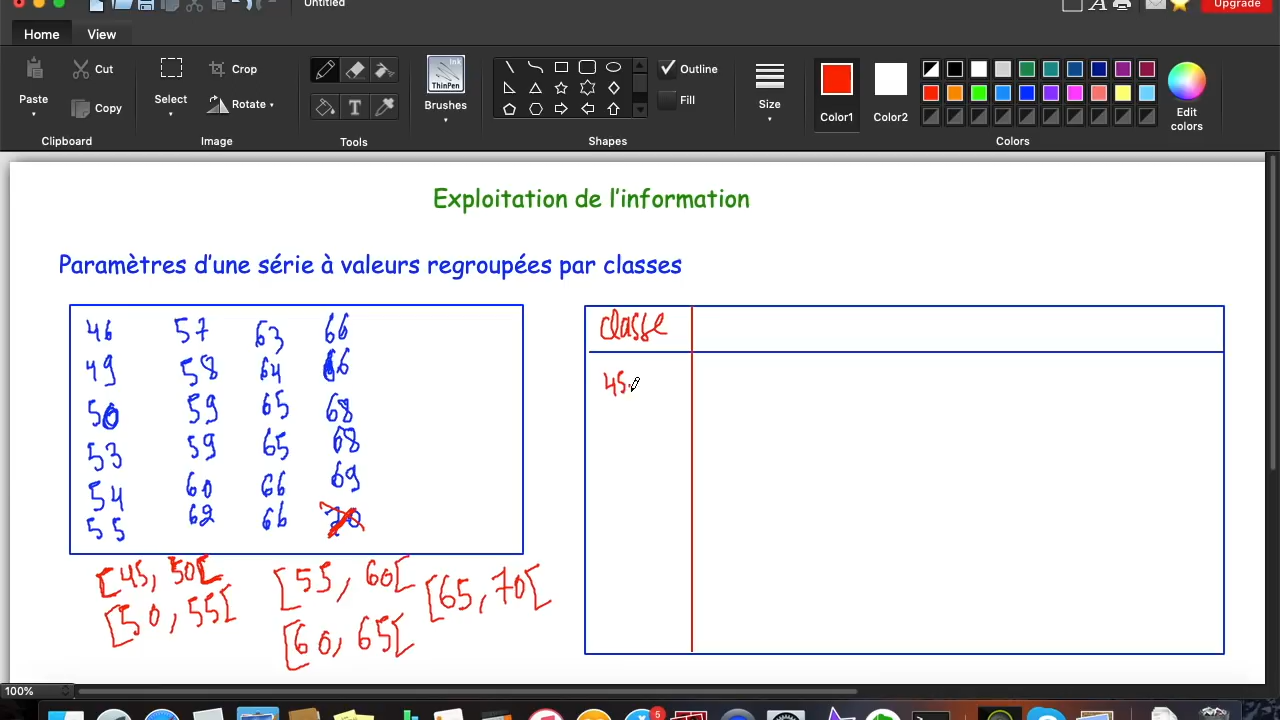 Untitled
Upgrade
Home View
Paste
Cut
Copy
Select
Crop
Rotate
Ink
ThinPen
Brushes
Outline
Fill
Size
Color1
Color2
Edit
colors
Clipboard
Image
Tools
Shapes
Colors
Exploitation de l'information
Paramètres d'une série à valeurs regroupées par classes
46 57 63 66
49 58 64 66
50 59 65 68
53 59 65 68
54 60 66 69
55 62 66 70
[45, 50[
[50, 55[
[55, 60[
[60, 65[
[65, 70[
classe
45
100%
5